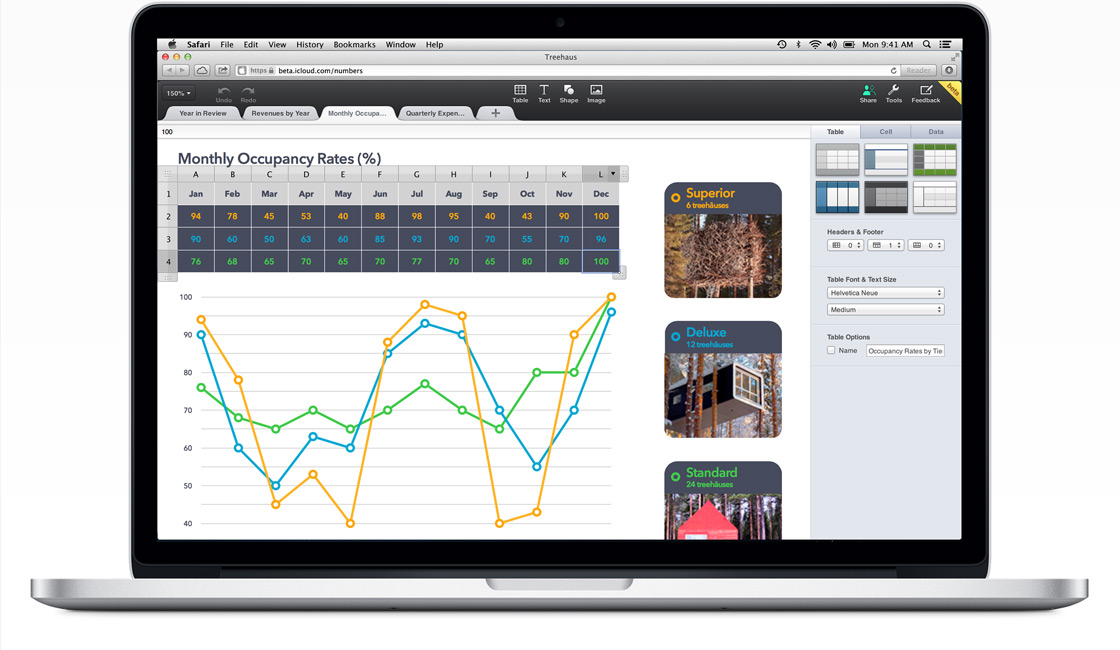 Safari File Edit View History Bookmarks Window Help Mon 9:41 AM
Treehaus
https beta.icloud.com/numbers Reader
150% Undo Redo Table Text Shape Image Share Tools Feedback beta
Year in Review Revenues by Year Monthly Occupa... Quarterly Expen... +
100
Table Cell Data
Monthly Occupancy Rates (%)
A B C D E F G H I J K L
1 Jan Feb Mar Apr May Jun Jul Aug Sep Oct Nov Dec
2 94 78 45 53 40 88 98 95 40 43 90 100
3 90 60 50 63 60 85 93 90 70 55 70 96
4 76 68 65 70 65 70 77 70 65 80 80 100
100
90
80
70
60
50
40
Superior
6 treehäuses
Deluxe
12 treehäuses
Standard
24 treehäuses
Headers & Footer
0 1 0
Table Font & Text Size
Helvetica Neue
Medium
Table Options
Name Occupancy Rates by Tie